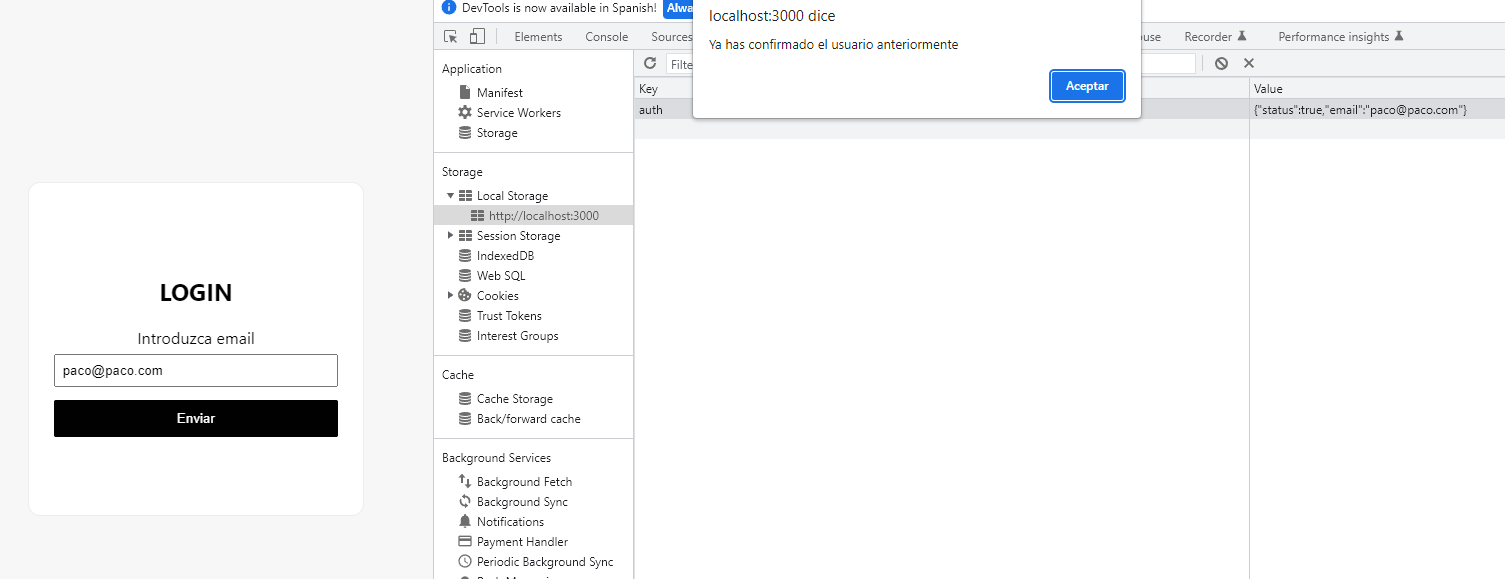 LOGIN
Introduzca email
paco@paco.com
Enviar
DevTools is now available in Spanish!
localhost:3000 dice
Ya has confirmado el usuario anteriormente
Aceptar
Elements Console Sources Recorder Performance insights
Application
Manifest
Service Workers
Storage
Storage
Local Storage
http://localhost:3000
Session Storage
IndexedDB
Web SQL
Cookies
Trust Tokens
Interest Groups
Cache
Cache Storage
Back/forward cache
Background Services
Background Fetch
Background Sync
Notifications
Payment Handler
Periodic Background Sync
Key Value
auth {"status":true,"email":"paco@paco.com"}